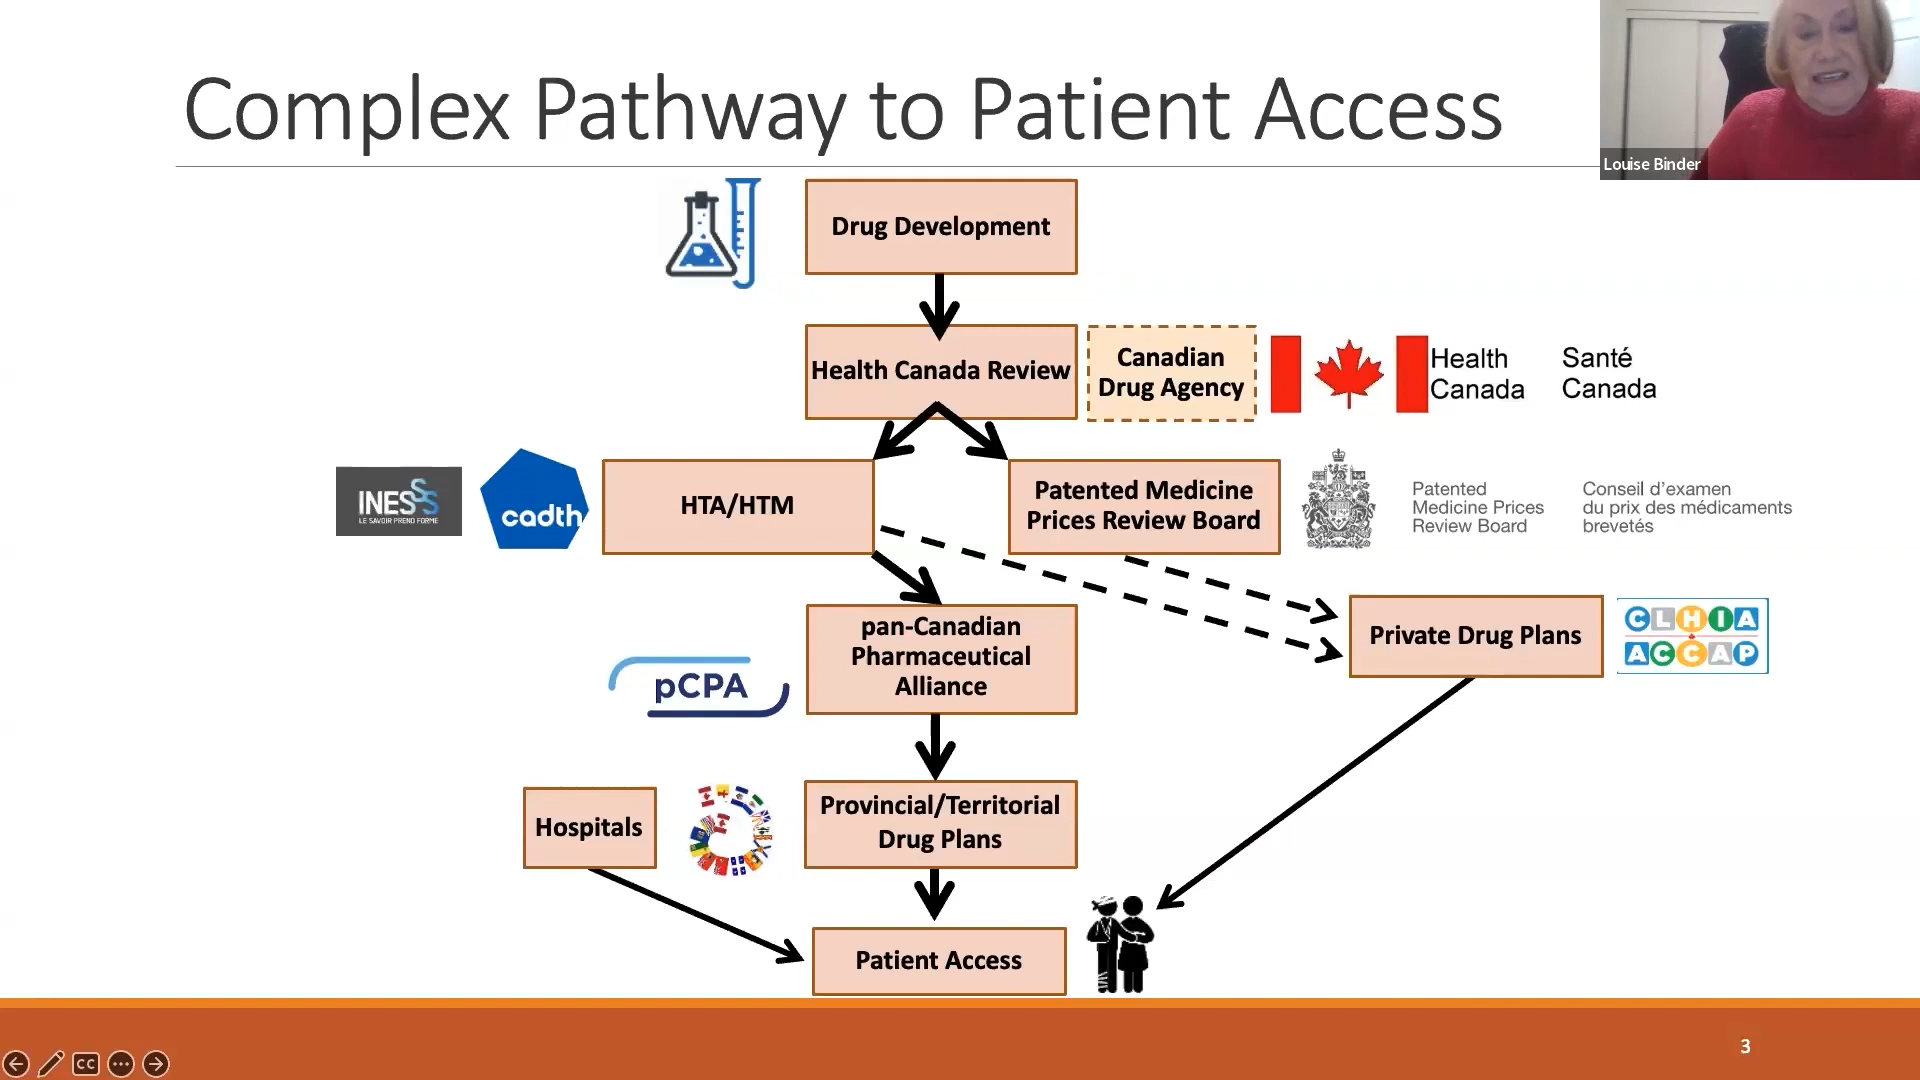 Complex Pathway to Patient Access
Louise Binder
Drug Development
Health Canada Review
Canadian
Drug Agency
Health
Canada
Santé
Canada
INESSS
LE SAVOIR PREND FORME
cadth
HTA/HTM
Patented Medicine
Prices Review Board
Patented
Medicine Prices
Review Board
Conseil d'examen
du prix des médicaments
brevetés
pCPA
pan-Canadian
Pharmaceutical
Alliance
Private Drug Plans
CLHIA
ACCAP
Hospitals
Provincial/Territorial
Drug Plans
Patient Access
3
CC